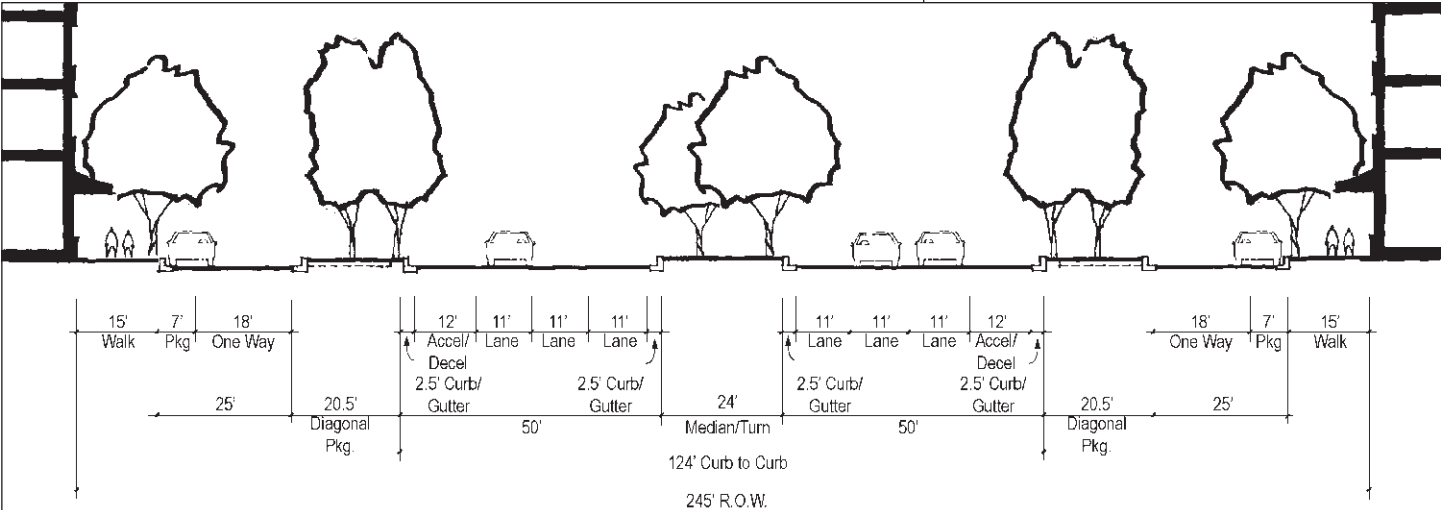 15' 7' 18' 12' 11' 11' 11' 11' 11' 11' 12' 18' 7' 15'
Walk Pkg One Way Accel/ Lane Lane Lane Lane Lane Lane Accel/ One Way Pkg Walk
Decel Decel
2.5' Curb/ 2.5' Curb/ 2.5' Curb/ 2.5' Curb/
25' 20.5' Gutter Gutter 24' Gutter Gutter 20.5' 25'
Diagonal 50' Median/Turn 50' Diagonal
Pkg. Pkg.
124' Curb to Curb
245' R.O.W.